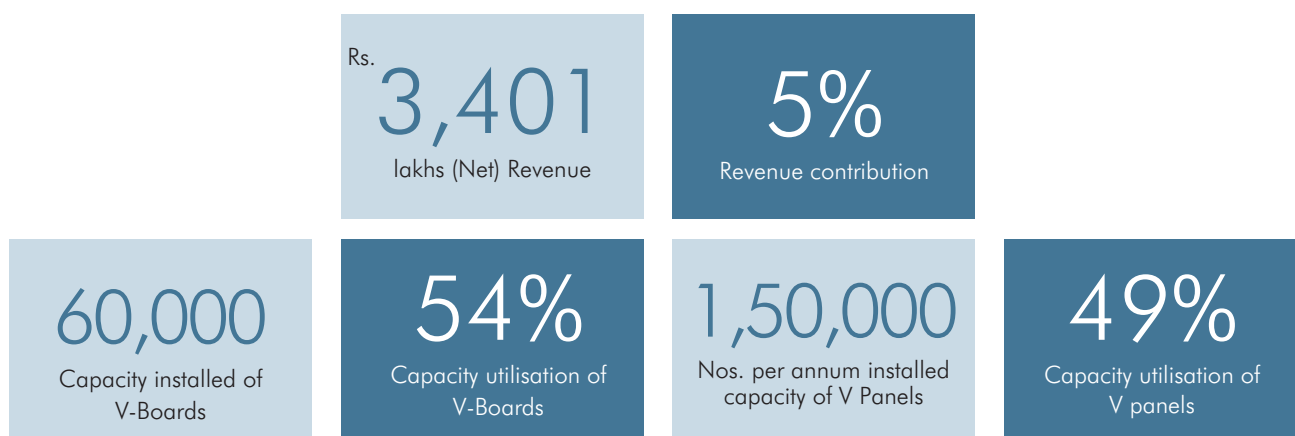 Rs.
3,401
lakhs (Net) Revenue
5%
Revenue contribution
60,000
Capacity installed of
V-Boards
54%
Capacity utilisation of
V-Boards
1,50,000
Nos. per annum installed
capacity of V Panels
49%
Capacity utilisation of
V panels